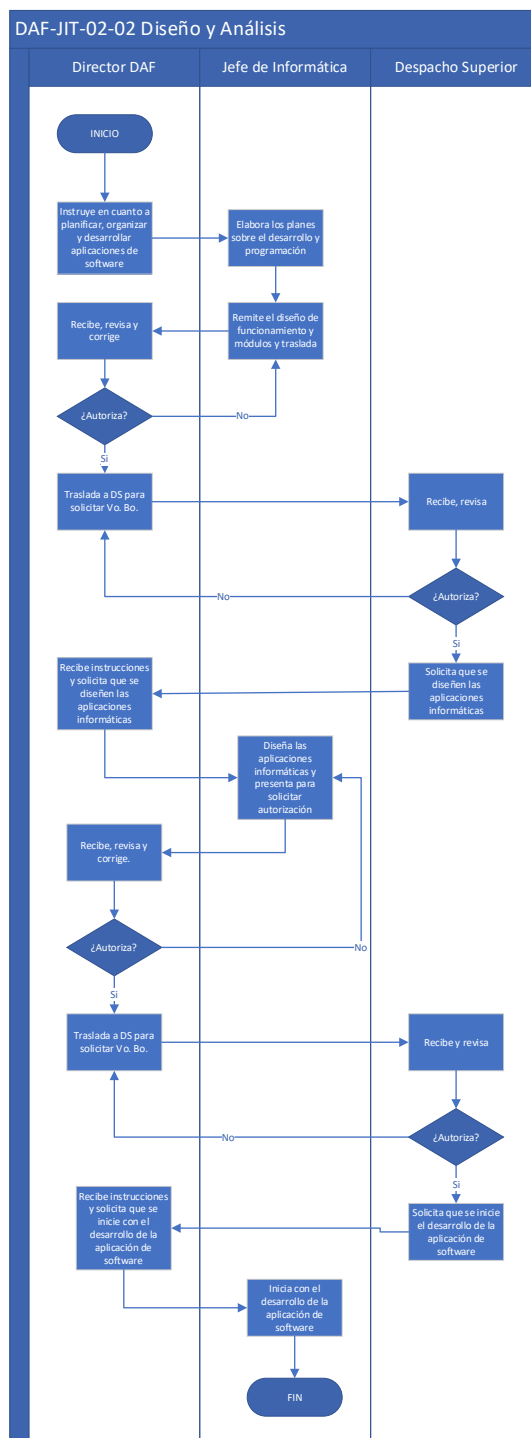 DAF-JIT-02-02 Diseño y Análisis
Director DAF
Jefe de Informática
Despacho Superior
INICIO
Instruye en cuanto a
planificar, organizar
y desarrollar
aplicaciones de
software
Elabora los planes
sobre el desarrollo y
programación
Recibe, revisa y
corrige
Remite el diseño de
funcionamiento y
módulos y traslada
¿Autoriza?
No
Si
Traslada a DS para
solicitar Vo. Bo.
Recibe, revisa
¿Autoriza?
No
Si
Recibe instrucciones
y solicita que se
diseñen las
aplicaciones
informáticas
Solicita que se
diseñen las
aplicaciones
informáticas
Diseña las
aplicaciones
informáticas y
presenta para
solicitar
autorización
Recibe, revisa y
corrige.
¿Autoriza?
No
Si
Traslada a DS para
solicitar Vo. Bo.
Recibe y revisa
¿Autoriza?
No
Si
Recibe instrucciones
y solicita que se
inicie con el
desarrollo de la
aplicación de
software
Solicita que se inicie
el desarrollo de la
aplicación de
software
Inicia con el
desarrollo de la
aplicación de
software
FIN